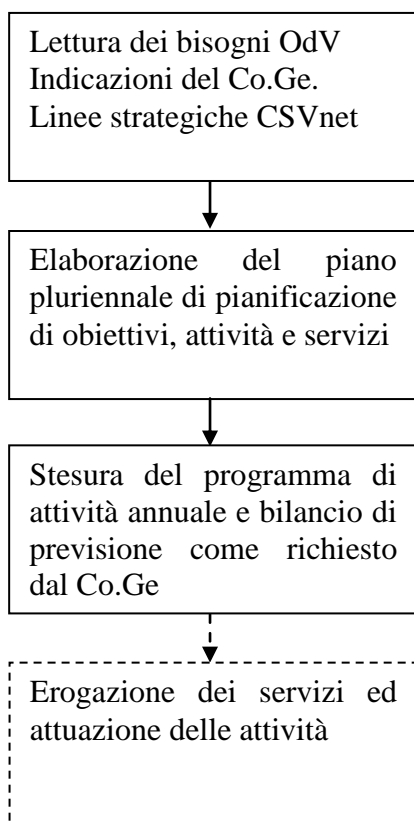 Lettura dei bisogni OdV
Indicazioni del Co.Ge.
Linee strategiche CSVnet
Elaborazione del piano
pluriennale di pianificazione
di obiettivi, attività e servizi
Stesura del programma di
attività annuale e bilancio di
previsione come richiesto
dal Co.Ge
Erogazione dei servizi ed
attuazione delle attività